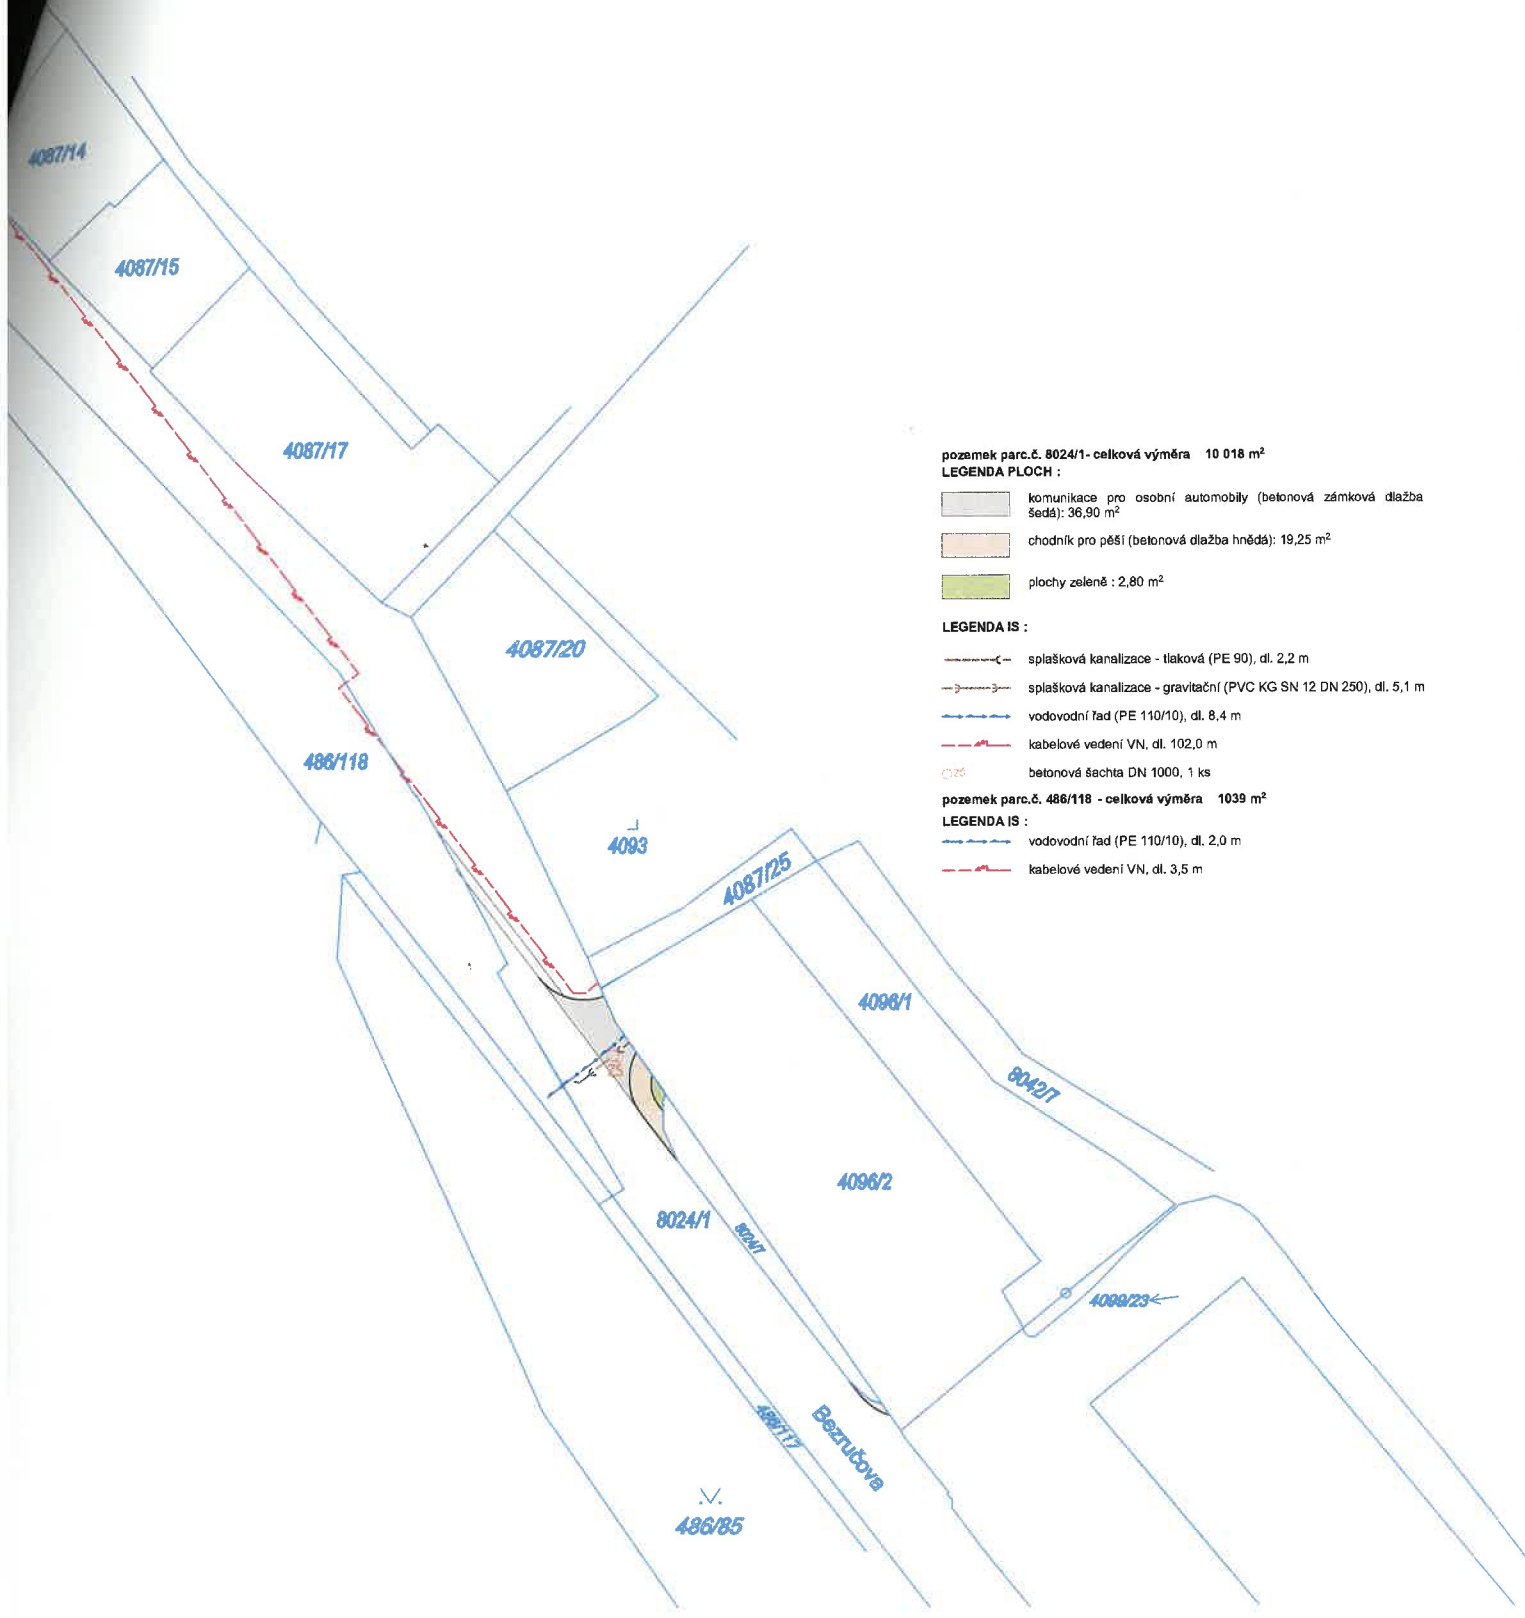 4087/14
4087/15
4087/17
pozemek parc.č. 8024/1- celková výměra 10 018 m²
LEGENDA PLOCH :
komunikace pro osobní automobily (betonová zámková dlažba
šedá): 36,90 m²
chodník pro pěší (betonová dlažba hnědá): 19,25 m²
plochy zeleně : 2,80 m²
LEGENDA IS :
splašková kanalizace - tlaková (PE 90), dl. 2,2 m
splašková kanalizace - gravitační (PVC KG SN 12 DN 250), dl. 5,1 m
vodovodní řad (PE 110/10), dl. 8,4 m
kabelové vedení VN, dl. 102,0 m
betonová šachta DN 1000, 1 ks
pozemek parc.č. 486/118 - celková výměra 1039 m²
LEGENDA IS :
vodovodní řad (PE 110/10), dl. 2,0 m
kabelové vedení VN, dl. 3,5 m
4087/20
486/118
4093
4087/25
4096/1
8042/7
4096/2
8024/1
8024/7
4099/23
486/117
Bezručova
486/85